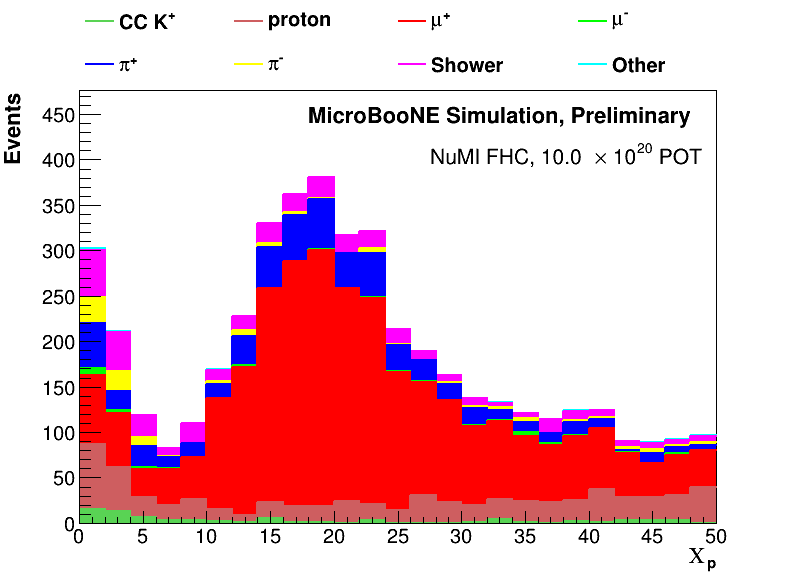 CC K⁺ proton μ⁺ μ⁻
π⁺ π⁻ Shower Other
MicroBooNE Simulation, Preliminary
NuMI FHC, 10.0 × 10²⁰ POT
Events
450
400
350
300
250
200
150
100
50
0
0 5 10 15 20 25 30 35 40 45 50
Χₚ